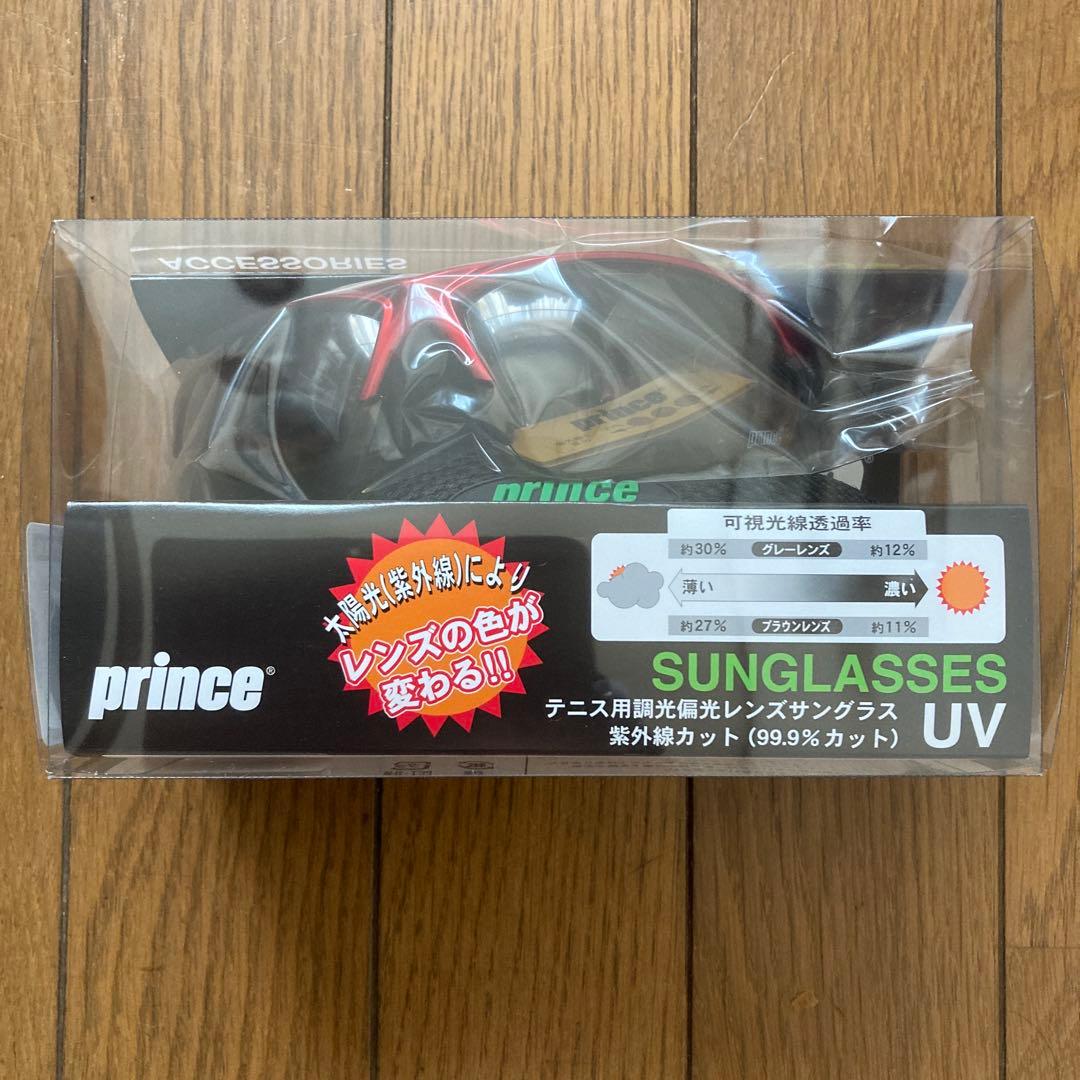 ACCESSORIES
prince
prince
prince
可視光線透過率
約30% グレーレンズ 約12%
薄い 濃い
約27% ブラウンレンズ 約11%
太陽光(紫外線)により
レンズの色が
変わる!!
prince®
SUNGLASSES
テニス用調光偏光レンズサングラス
紫外線カット(99.9%カット)
UV